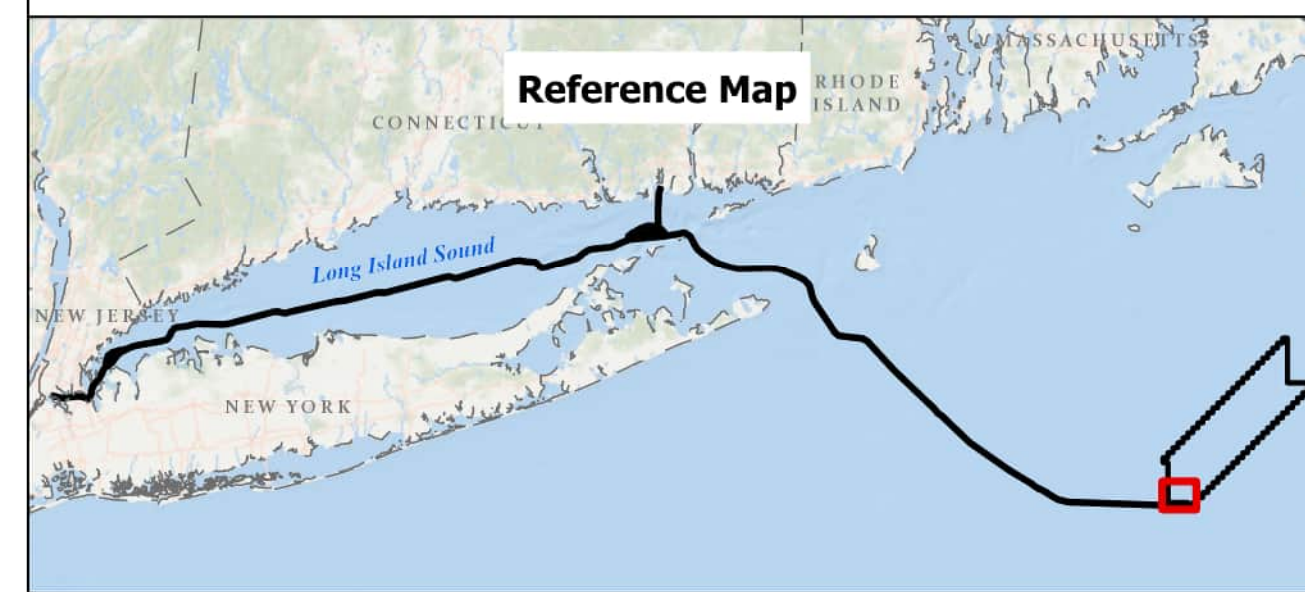 MASSACHUSETTS
Reference Map
RHODE
ISLAND
CONNECTICUT
Long Island Sound
NEW JERSEY
NEW YORK